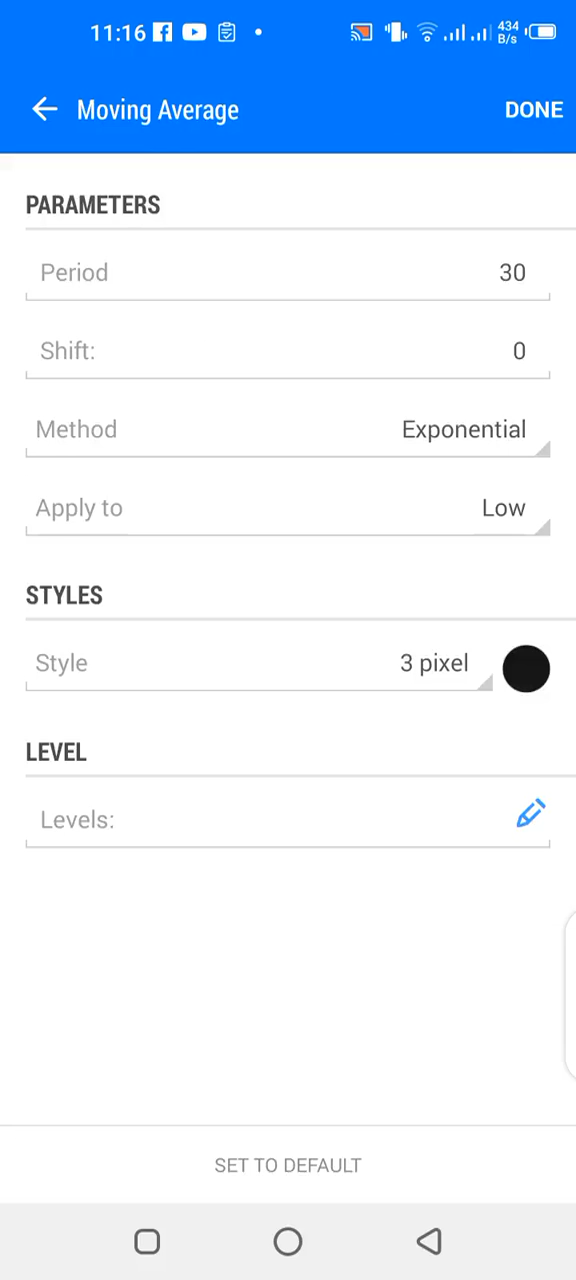 11:16 434 B/s
Moving Average DONE
PARAMETERS
Period 30
Shift: 0
Method Exponential
Apply to Low
STYLES
Style 3 pixel
LEVEL
Levels:
SET TO DEFAULT